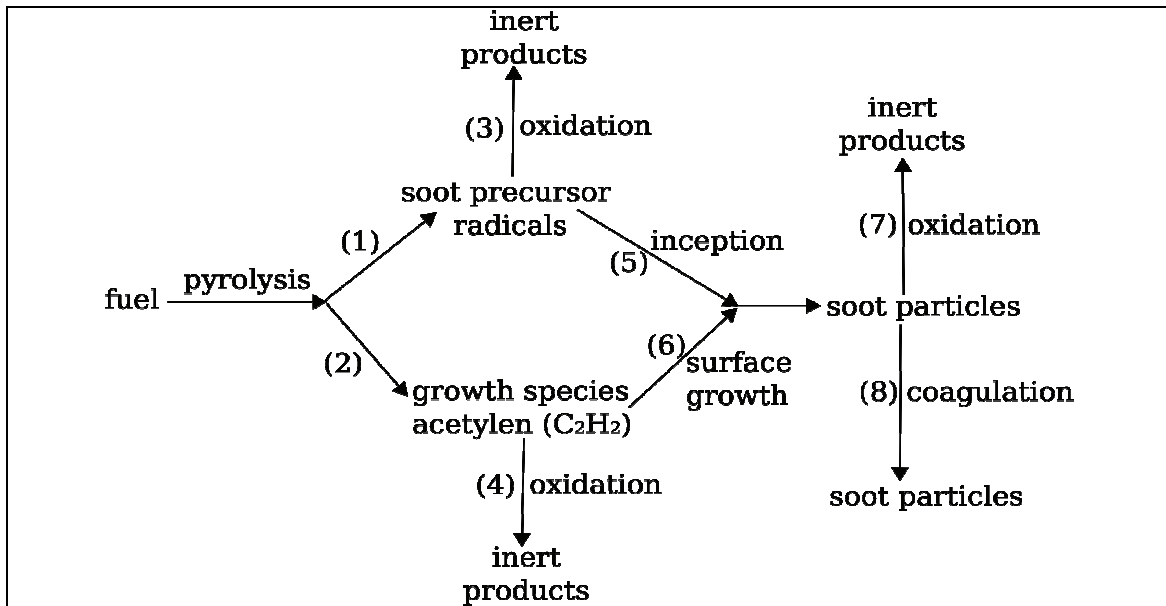 inert
products
(3) oxidation
inert
products
soot precursor
radicals
(7) oxidation
(1)
inception
(5)
pyrolysis
fuel
soot particles
(2)
(6)
surface
growth
growth species
acetylen (C₂H₂)
(8) coagulation
(4) oxidation
soot particles
inert
products